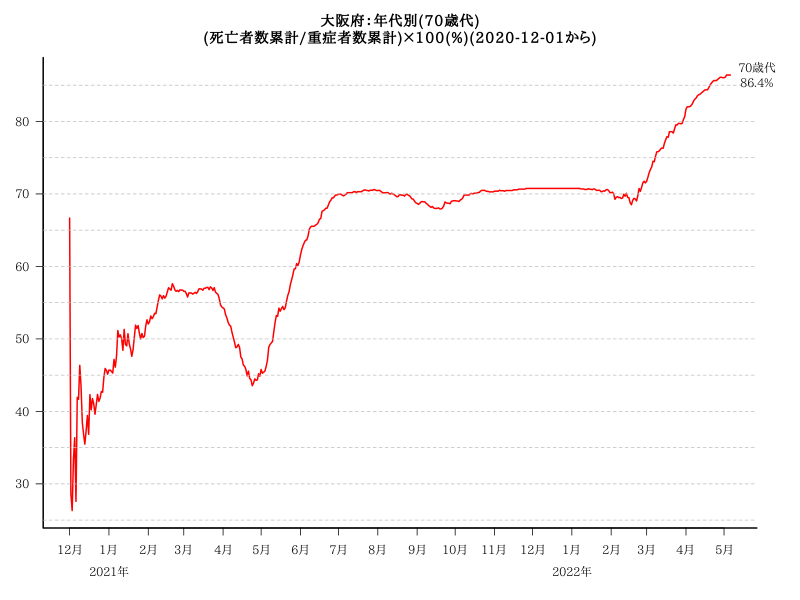 大阪府:年代別(70歳代)
(死亡者数累計/重症者数累計)×100(%)(2020-12-01から)
70歳代
86.4%
80
70
60
50
40
30
12月 1月 2月 3月 4月 5月 6月 7月 8月 9月 10月 11月 12月 1月 2月 3月 4月 5月
2021年 2022年